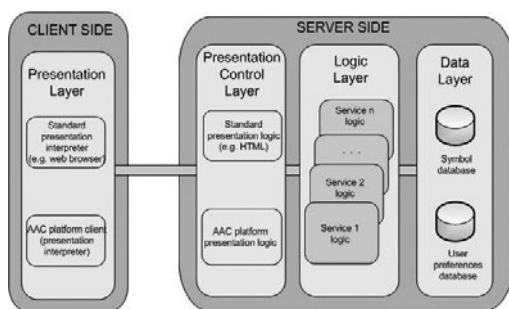 CLIENT SIDE
Presentation
Layer
Standard
presentation
interpreter
(e.g. web browser)
AAC platform client
(presentation
interpreter)
SERVER SIDE
Presentation
Control
Layer
Standard
presentation logic
(e.g. HTML)
AAC platform
presentation logic
Logic
Layer
Service n
logic
. . .
Service 2
logic
Service 1
logic
Data
Layer
Symbol
database
User
preferences
database